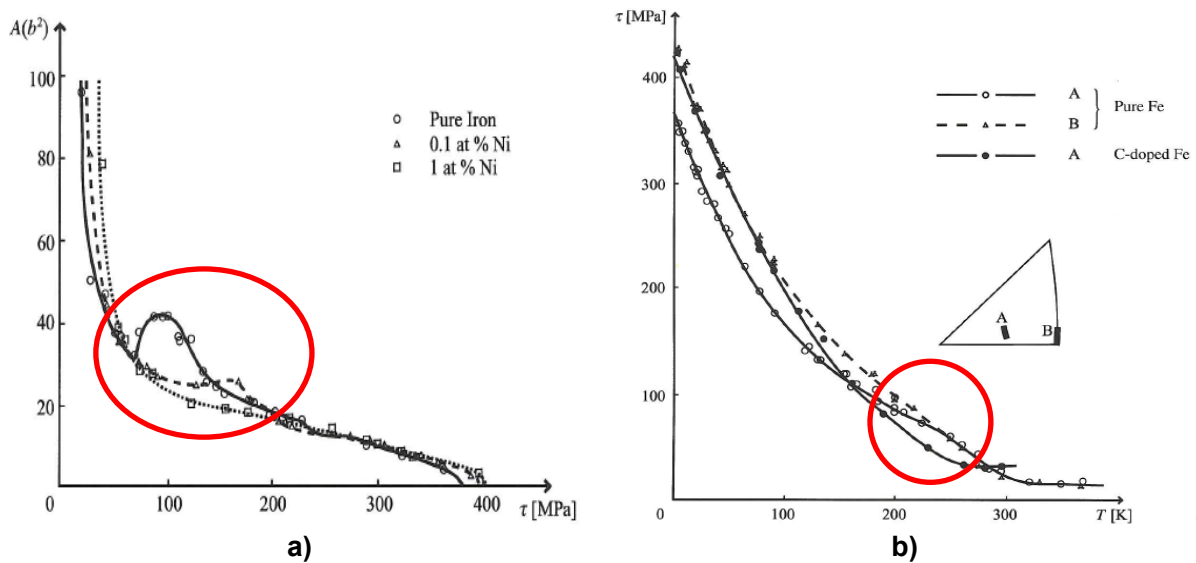 A(b²)
100
80
60
40
20
0
100
200
300
400
τ [MPa]
Pure Iron
0.1 at % Ni
1 at % Ni
a)
τ [MPa]
400
300
200
100
0
100
200
300
T [K]
A
B
Pure Fe
A
C-doped Fe
A
B
b)